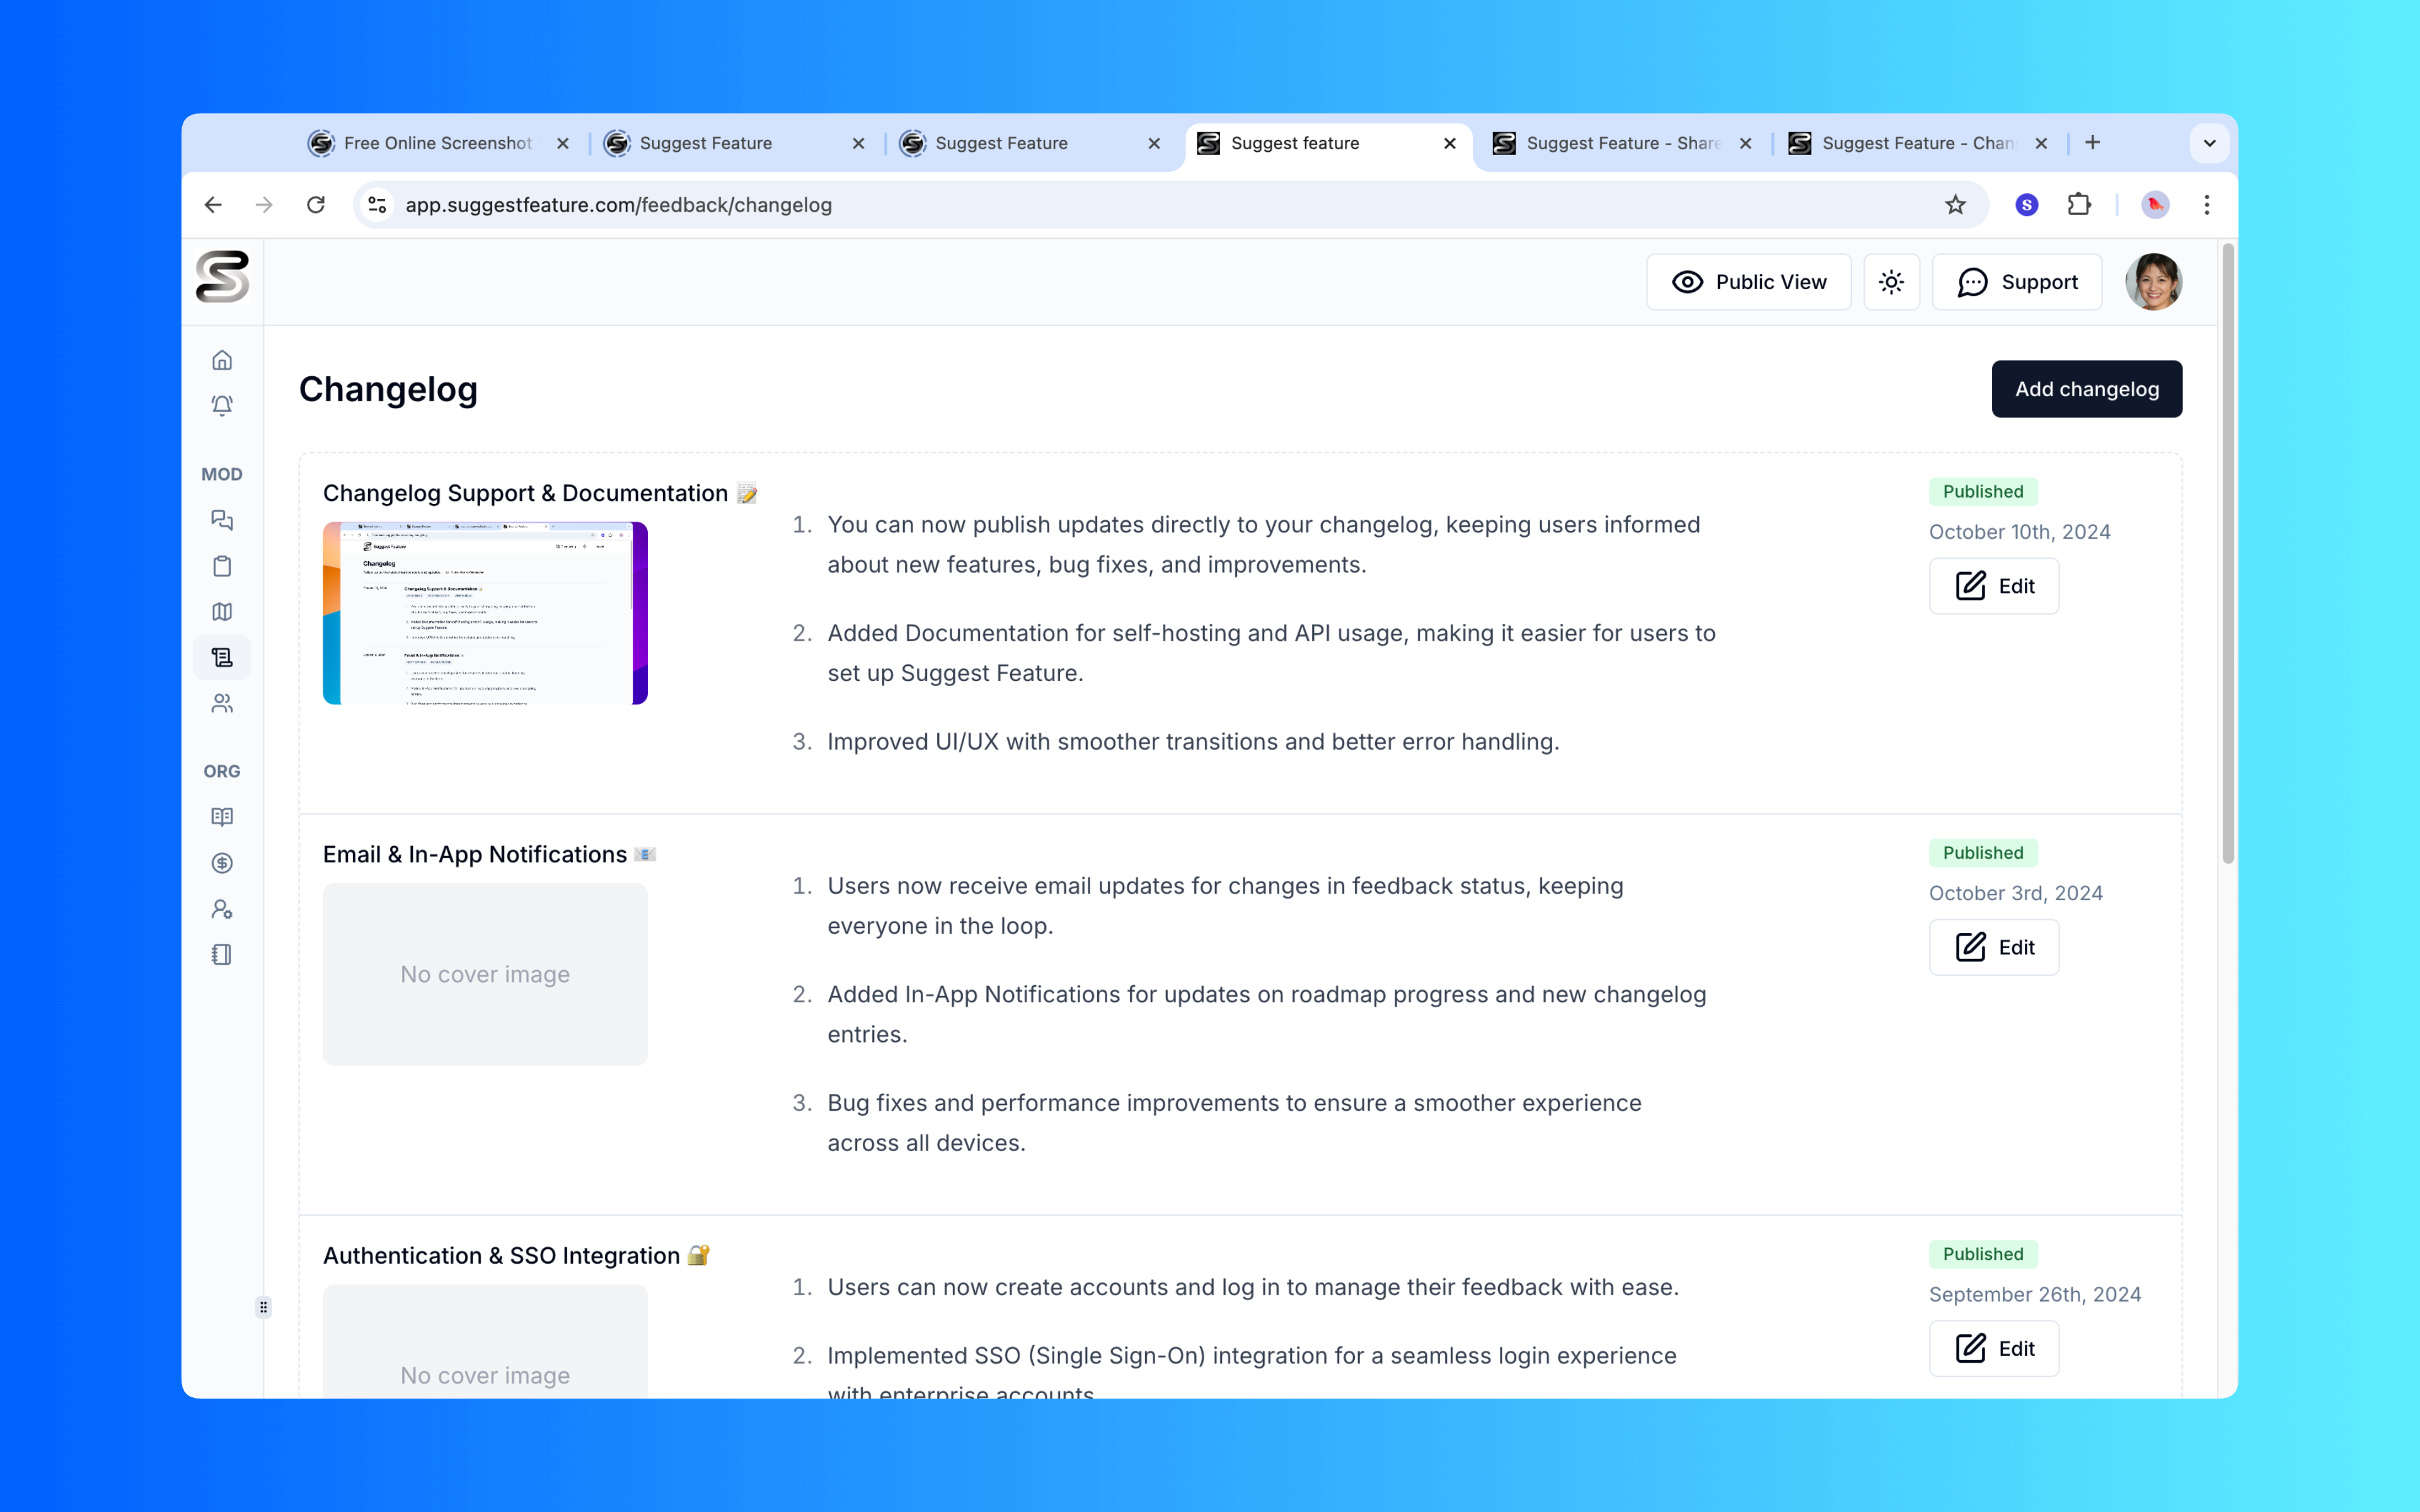 Free Online Screenshot
Suggest Feature
Suggest Feature
Suggest feature
Suggest Feature - Share
Suggest Feature - Chan
app.suggestfeature.com/feedback/changelog
S
Public View
Support
MOD
ORG
Changelog
Add changelog
Changelog Support & Documentation 📝
1. You can now publish updates directly to your changelog, keeping users informed
about new features, bug fixes, and improvements.
2. Added Documentation for self-hosting and API usage, making it easier for users to
set up Suggest Feature.
3. Improved UI/UX with smoother transitions and better error handling.
Published
October 10th, 2024
Edit
Suggest Feature
Changelog
Changelog Support & Documentation
Email & In-App Notifications 📧
No cover image
1. Users now receive email updates for changes in feedback status, keeping
everyone in the loop.
2. Added In-App Notifications for updates on roadmap progress and new changelog
entries.
3. Bug fixes and performance improvements to ensure a smoother experience
across all devices.
Published
October 3rd, 2024
Edit
Authentication & SSO Integration 🔐
No cover image
1. Users can now create accounts and log in to manage their feedback with ease.
2. Implemented SSO (Single Sign-On) integration for a seamless login experience
with enterprise accounts
Published
September 26th, 2024
Edit